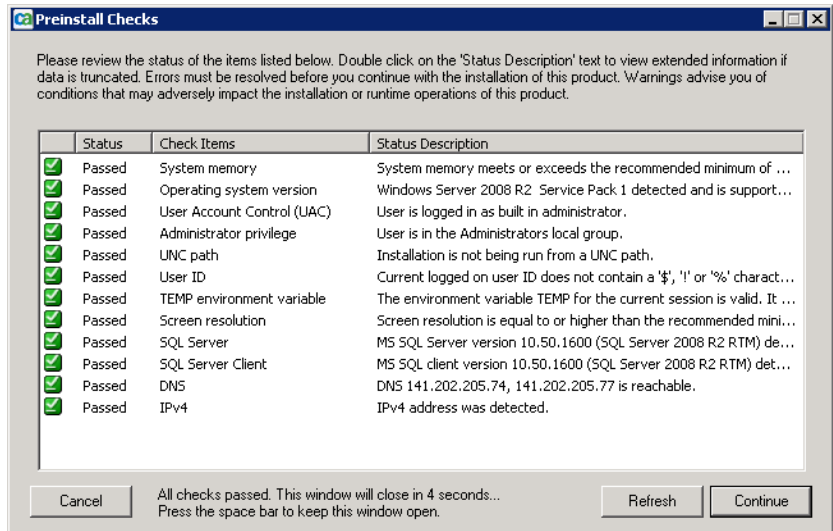 ca Preinstall Checks
Please review the status of the items listed below. Double click on the 'Status Description' text to view extended information if
data is truncated. Errors must be resolved before you continue with the installation of this product. Warnings advise you of
conditions that may adversely impact the installation or runtime operations of this product.
Status Check Items Status Description
Passed System memory System memory meets or exceeds the recommended minimum of ...
Passed Operating system version Windows Server 2008 R2  Service Pack 1 detected and is support...
Passed User Account Control (UAC) User is logged in as built in administrator.
Passed Administrator privilege User is in the Administrators local group.
Passed UNC path Installation is not being run from a UNC path.
Passed User ID Current logged on user ID does not contain a '$', '!' or '%' charact...
Passed TEMP environment variable The environment variable TEMP for the current session is valid. It ...
Passed Screen resolution Screen resolution is equal to or higher than the recommended mini...
Passed SQL Server MS SQL Server version 10.50.1600 (SQL Server 2008 R2 RTM) de...
Passed SQL Server Client MS SQL client version 10.50.1600 (SQL Server 2008 R2 RTM) det...
Passed DNS DNS 141.202.205.74, 141.202.205.77 is reachable.
Passed IPv4 IPv4 address was detected.
Cancel
All checks passed. This window will close in 4 seconds...
Press the space bar to keep this window open.
Refresh
Continue